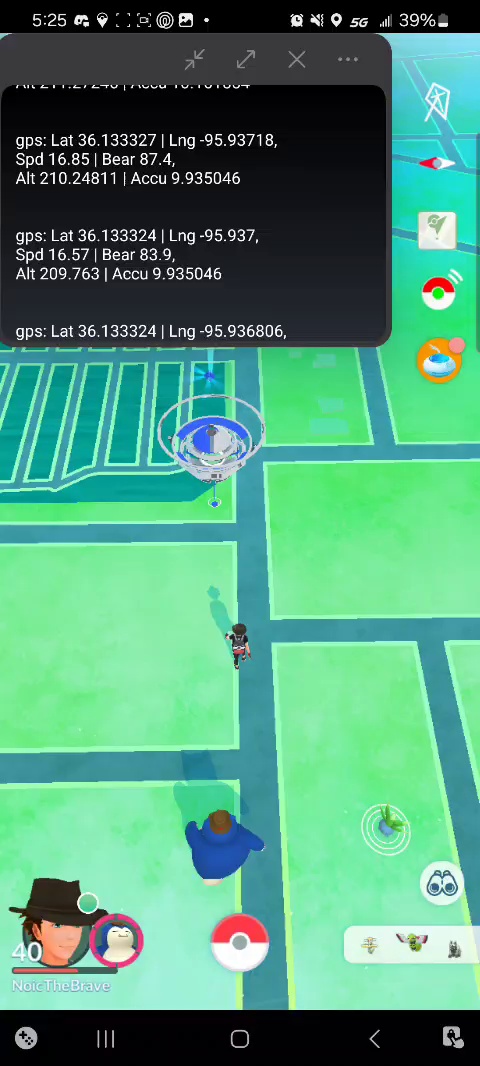 5:25
5G
39%
gps: Lat 36.133327 | Lng -95.93718,
Spd 16.85 | Bear 87.4,
Alt 210.24811 | Accu 9.935046
gps: Lat 36.133324 | Lng -95.937,
Spd 16.57 | Bear 83.9,
Alt 209.763 | Accu 9.935046
gps: Lat 36.133324 | Lng -95.936806,
40
NoicTheBrave